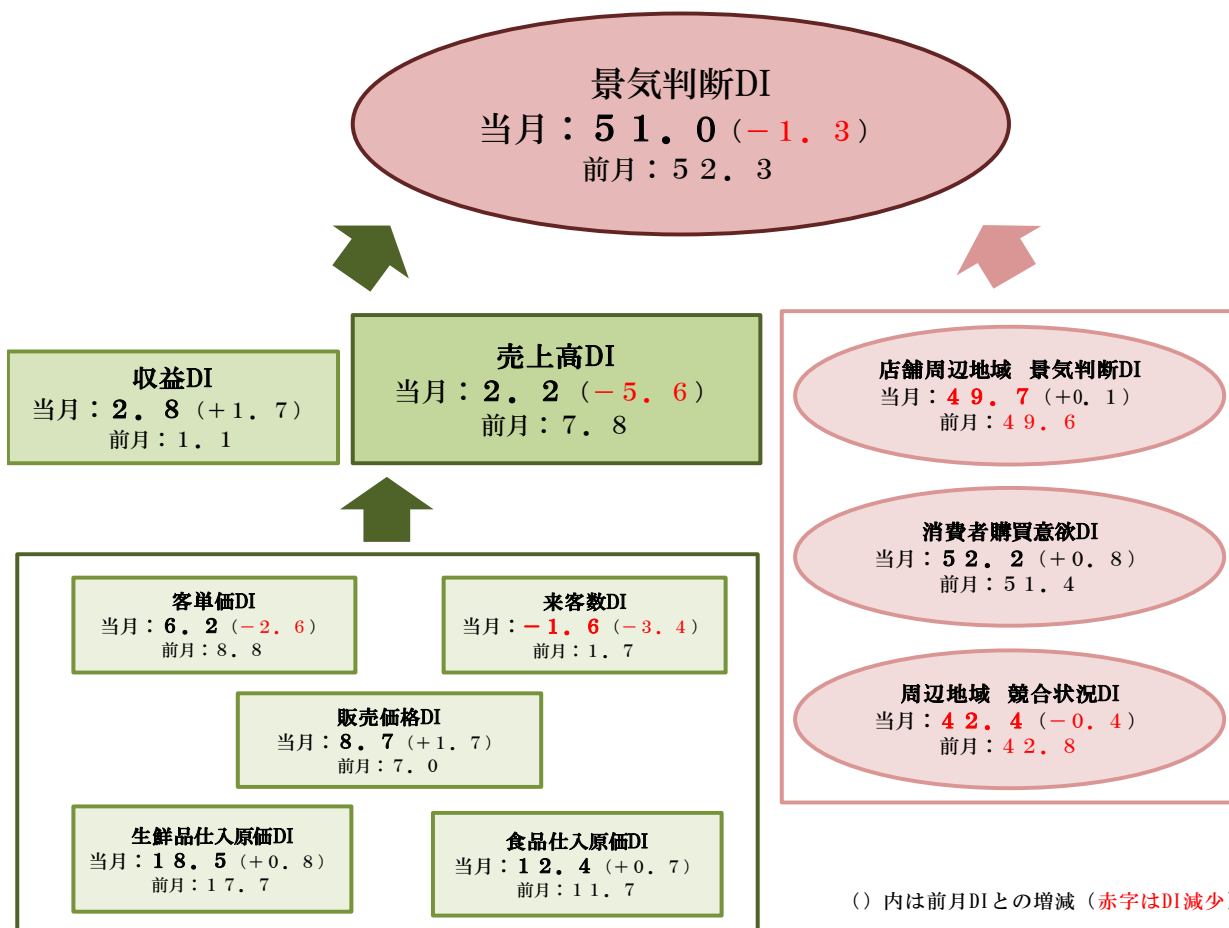 景気判断DI
当月：５１．０（－１．３）
前月：５２．３
収益DI
当月：２．８（+１．７）
前月：１．１
売上高DI
当月：２．２（－５．６）
前月：７．８
店舗周辺地域 景気判断DI
当月：４９．７（+０．１）
前月：４９．６
消費者購買意欲DI
当月：５２．２（+０．８）
前月：５１．４
周辺地域 競合状況DI
当月：４２．４（－０．４）
前月：４２．８
客単価DI
当月：６．２（－２．６）
前月：８．８
来客数DI
当月：－１．６（－３．４）
前月：１．７
販売価格DI
当月：８．７（+１．７）
前月：７．０
生鮮品仕入原価DI
当月：１８．５（+０．８）
前月：１７．７
食品仕入原価DI
当月：１２．４（+０．７）
前月：１１．７
（）内は前月DIとの増減（赤字はDI減少）